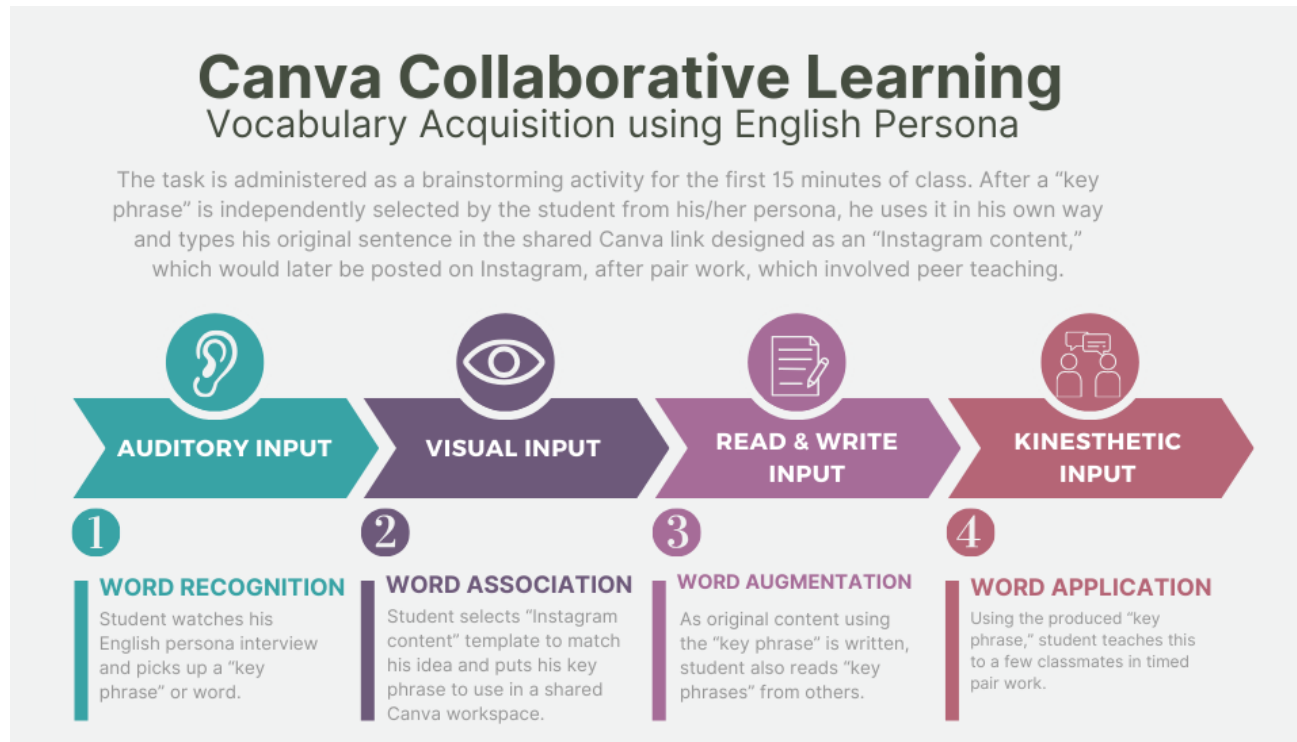 Canva Collaborative Learning
Vocabulary Acquisition using English Persona
The task is administered as a brainstorming activity for the first 15 minutes of class. After a “key
phrase” is independently selected by the student from his/her persona, he uses it in his own way
and types his original sentence in the shared Canva link designed as an “Instagram content,”
which would later be posted on Instagram, after pair work, which involved peer teaching.
AUDITORY INPUT
VISUAL INPUT
READ & WRITE
INPUT
KINESTHETIC
INPUT
1
WORD RECOGNITION
Student watches his
English persona interview
and picks up a “key
phrase” or word.
2
WORD ASSOCIATION
Student selects “Instagram
content” template to match
his idea and puts his key
phrase to use in a shared
Canva workspace.
3
WORD AUGMENTATION
As original content using
the “key phrase” is written,
student also reads “key
phrases” from others.
4
WORD APPLICATION
Using the produced “key
phrase,” student teaches this
to a few classmates in timed
pair work.